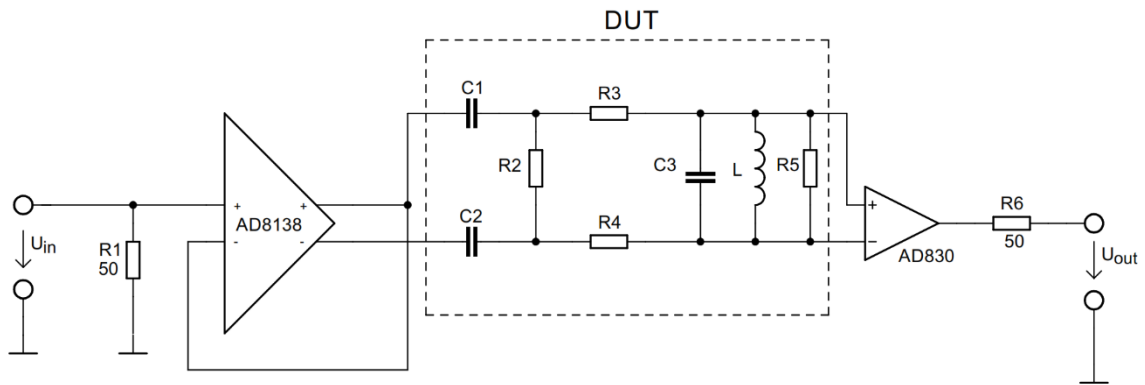 DUT
C1
R3
R2
C3
L
R5
C2
R4
+
-
+
-
AD8138
Uin
R1
50
+
−
AD830
R6
50
Uout